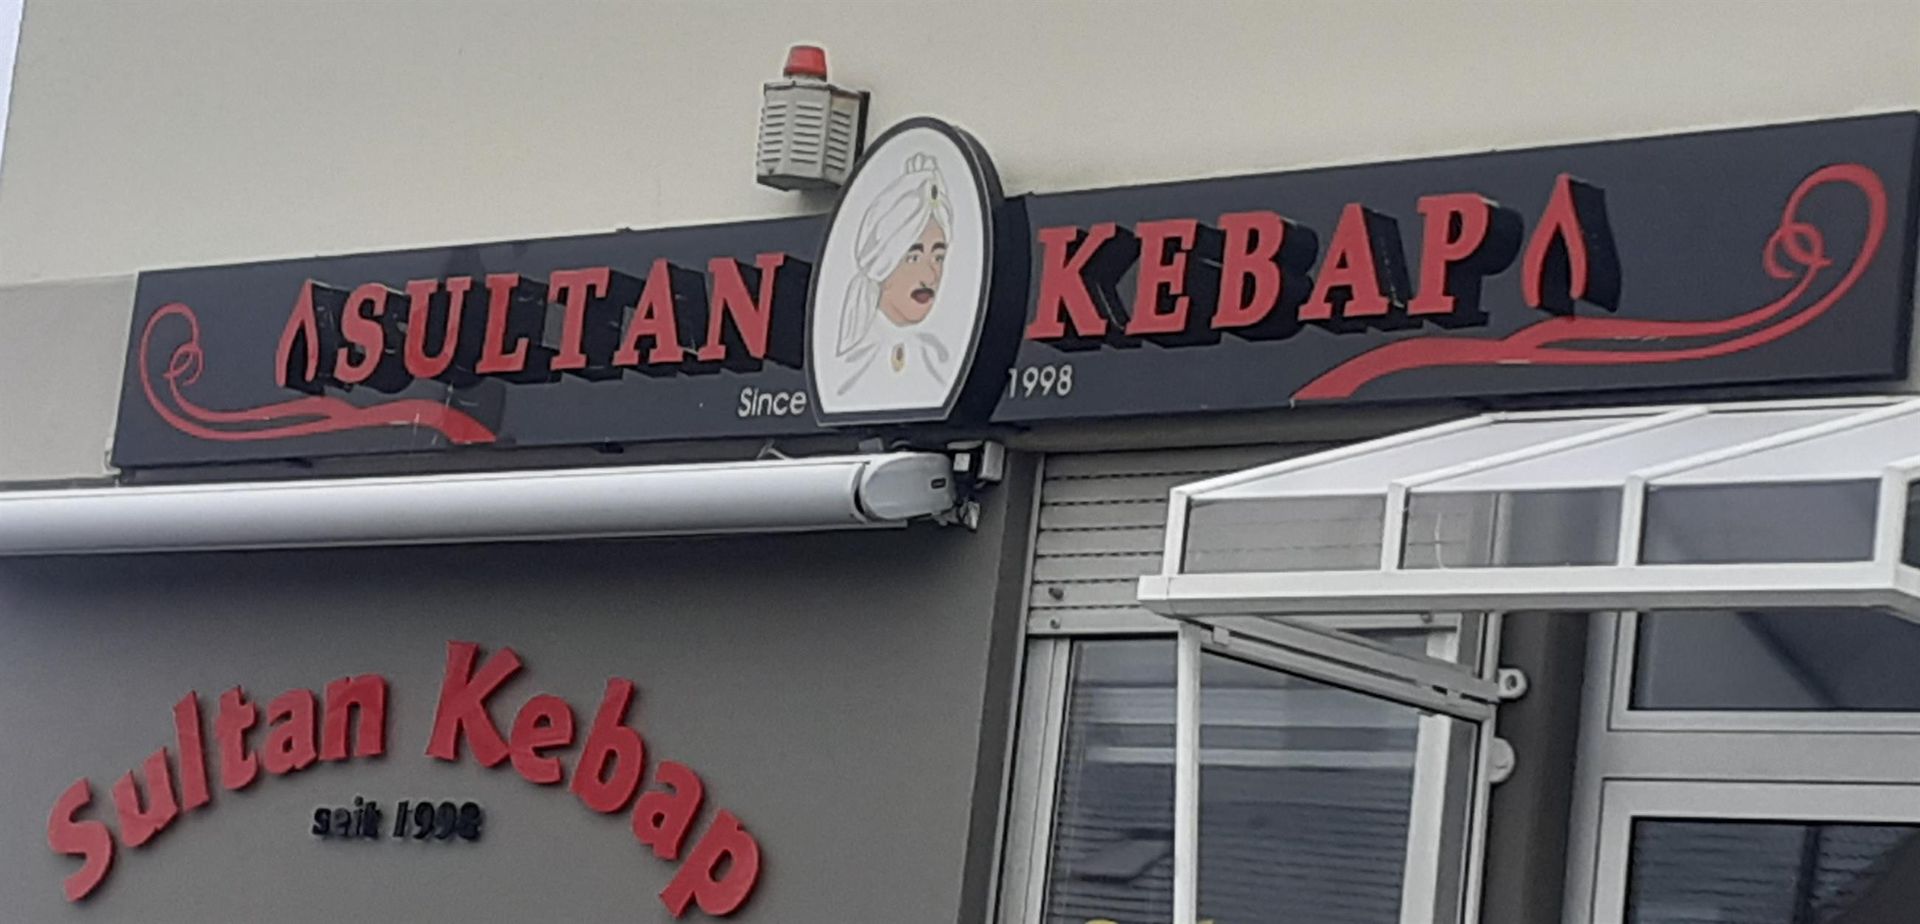 SULTAN KEBAP
Since 1998
Sultan Kebap
seit 1998